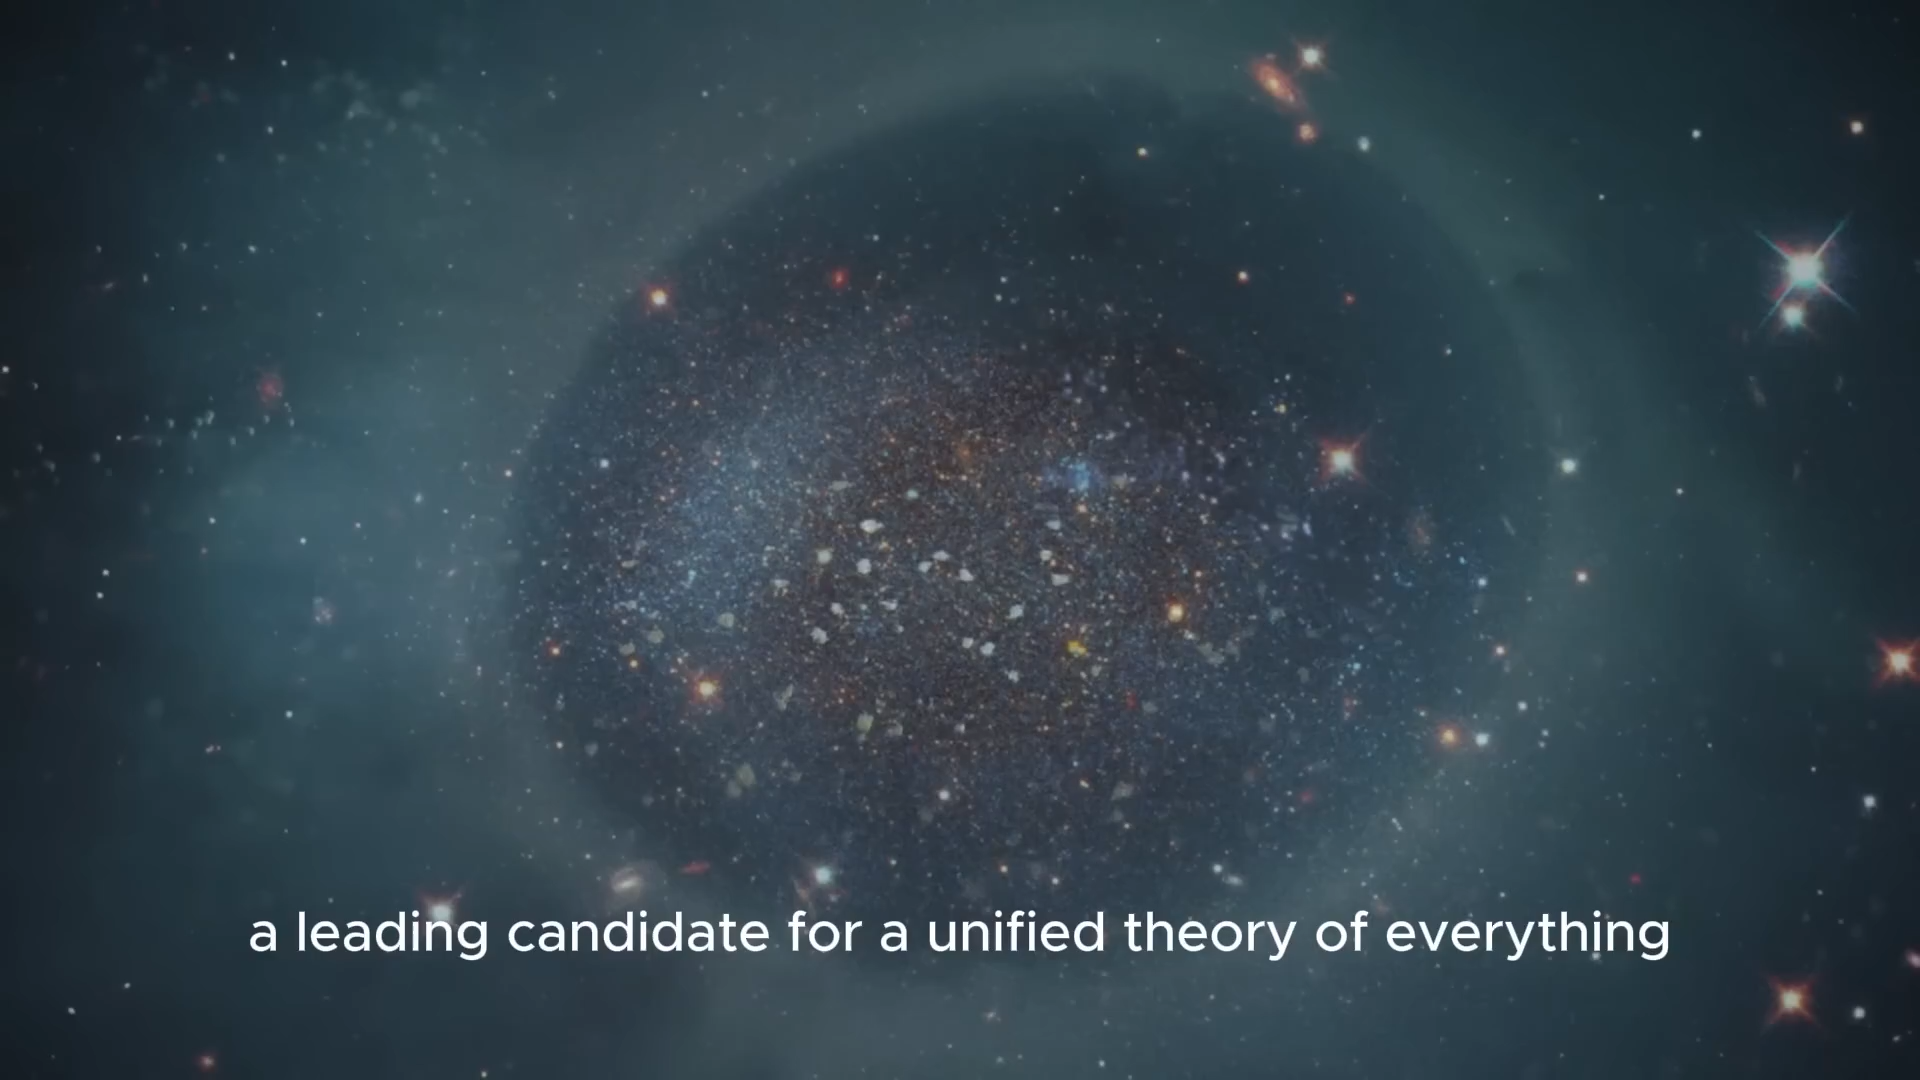 a leading candidate for a unified theory of everything